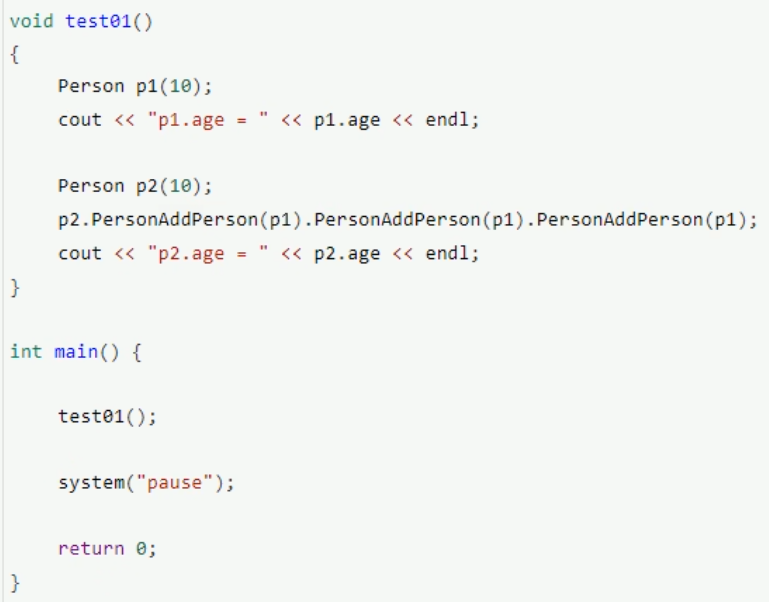 void test01()
{
    Person p1(10);
    cout << "p1.age = " << p1.age << endl;

    Person p2(10);
    p2.PersonAddPerson(p1).PersonAddPerson(p1).PersonAddPerson(p1);
    cout << "p2.age = " << p2.age << endl;
}

int main() {

    test01();

    system("pause");

    return 0;
}